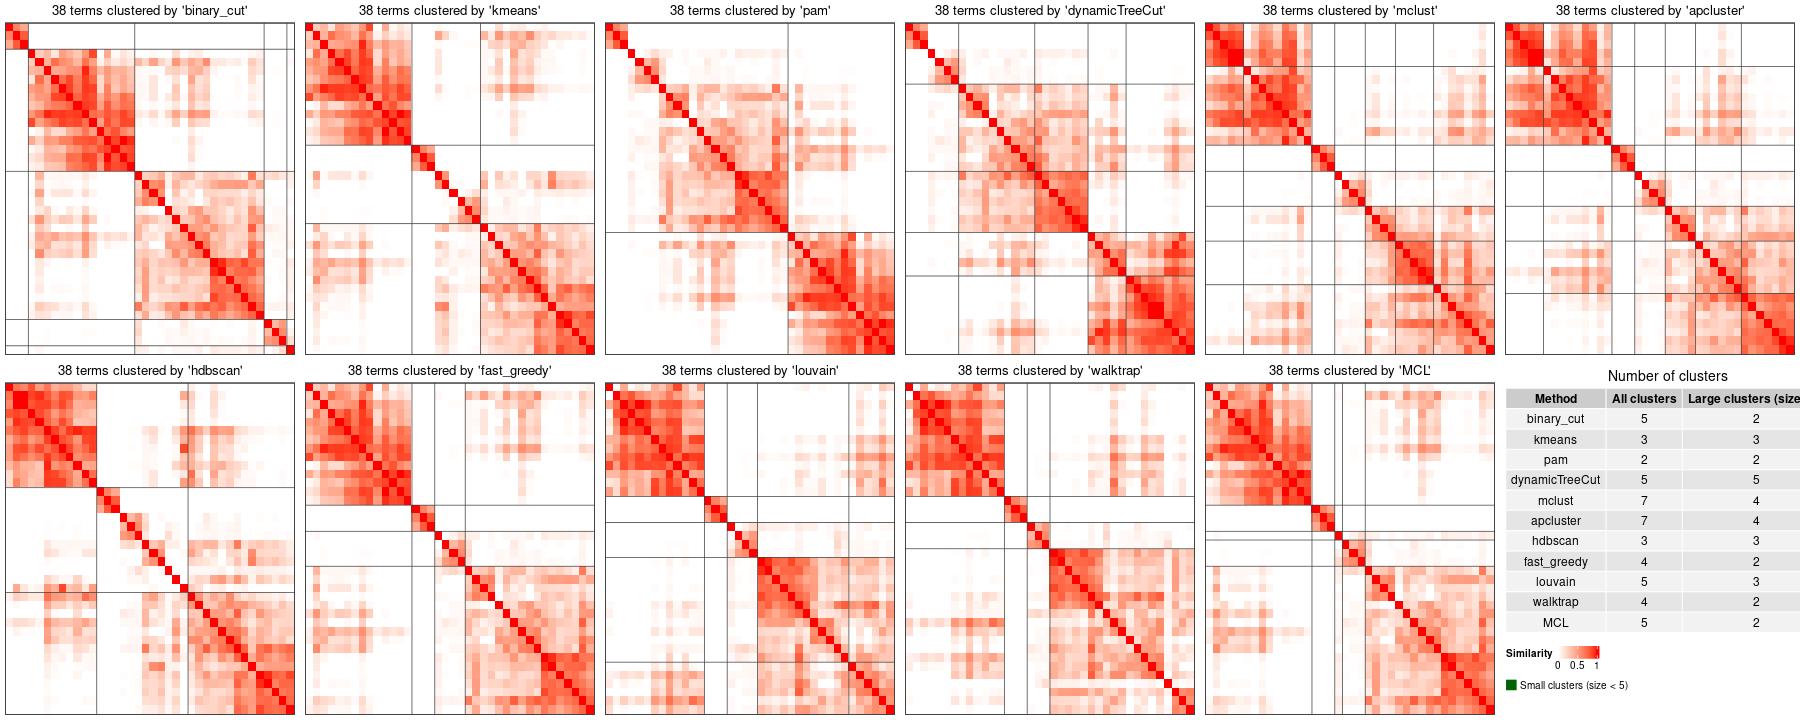 38 terms clustered by 'binary_cut'
38 terms clustered by 'kmeans'
38 terms clustered by 'pam'
38 terms clustered by 'dynamicTreeCut'
38 terms clustered by 'mclust'
38 terms clustered by 'apcluster'
38 terms clustered by 'hdbscan'
38 terms clustered by 'fast_greedy'
38 terms clustered by 'louvain'
38 terms clustered by 'walktrap'
38 terms clustered by 'MCL'
Number of clusters
Method All clusters Large clusters (size
binary_cut 5 2
kmeans 3 3
pam 2 2
dynamicTreeCut 5 5
mclust 7 4
apcluster 7 4
hdbscan 3 3
fast_greedy 4 2
louvain 5 3
walktrap 4 2
MCL 5 2
Similarity
0 0.5 1
Small clusters (size < 5)